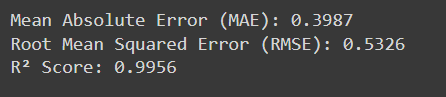 Mean Absolute Error (MAE): 0.3987
Root Mean Squared Error (RMSE): 0.5326
R² Score: 0.9956